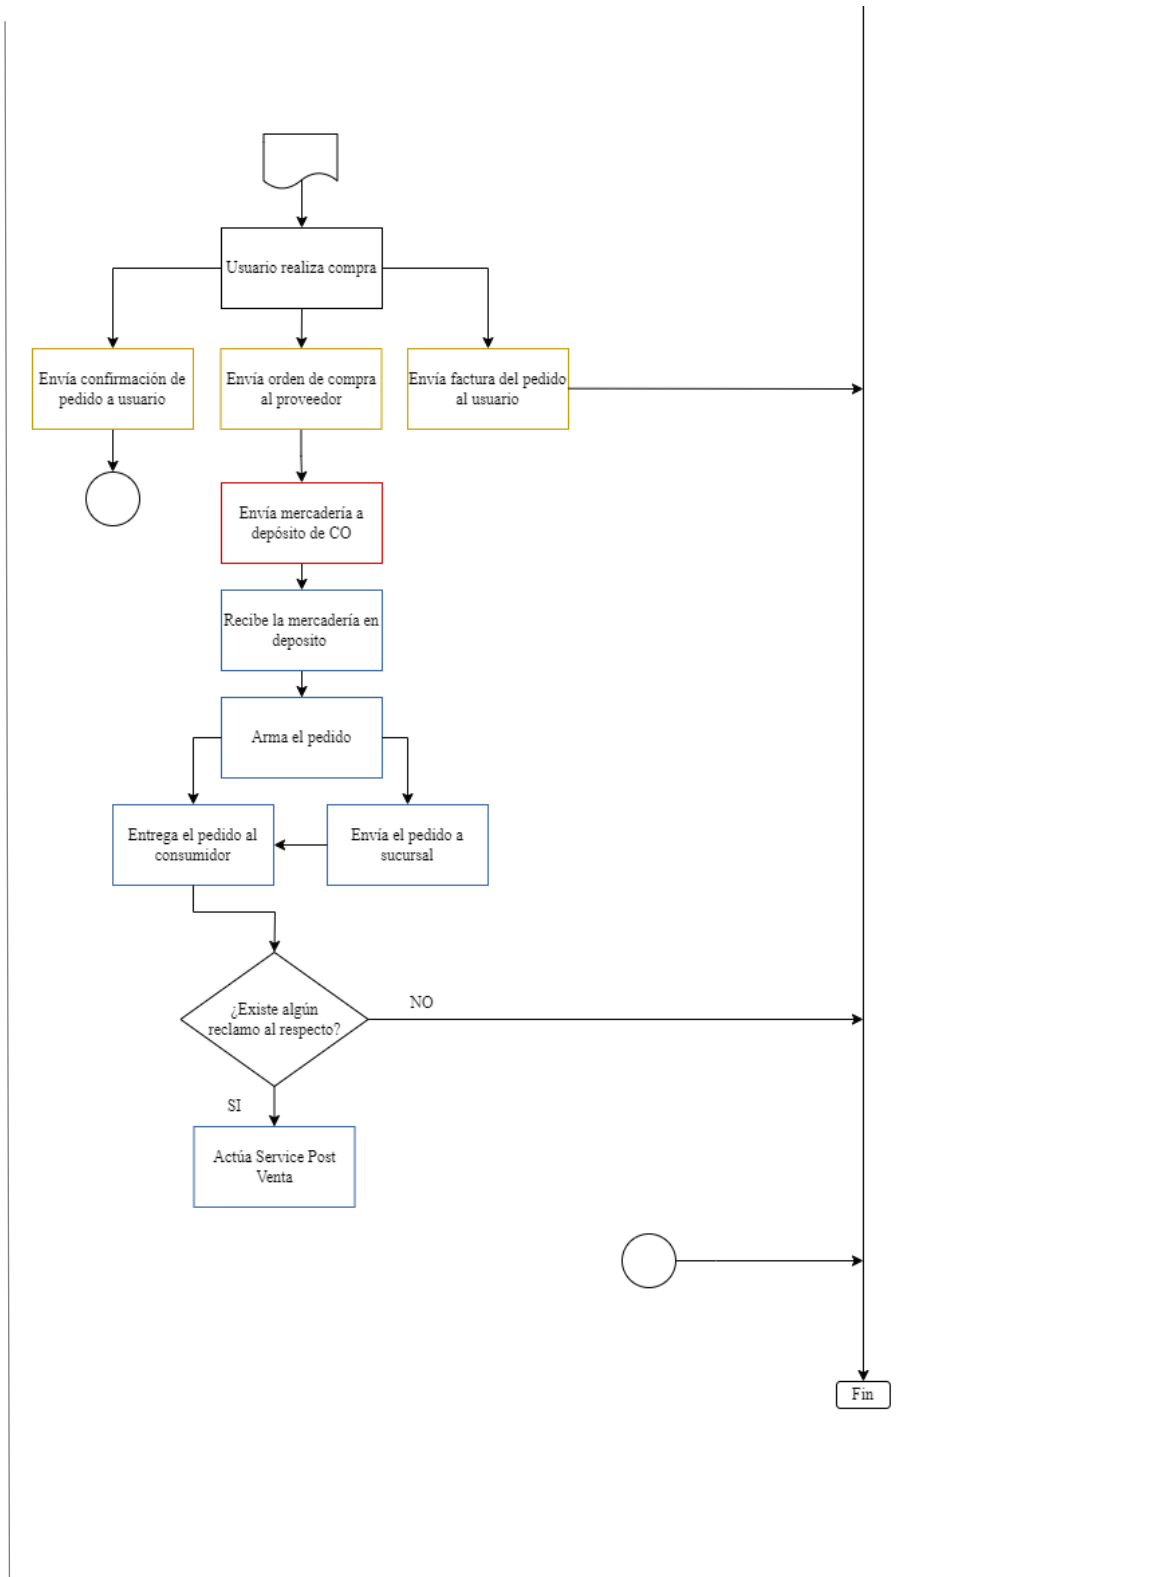 Usuario realiza compra
Envía confirmación de
pedido a usuario
Envía orden de compra
al proveedor
Envía factura del pedido
al usuario
Envía mercadería a
depósito de CO
Recibe la mercadería en
deposito
Arma el pedido
Entrega el pedido al
consumidor
Envía el pedido a
sucursal
¿Existe algún
reclamo al respecto?
NO
SI
Actúa Service Post
Venta
Fin